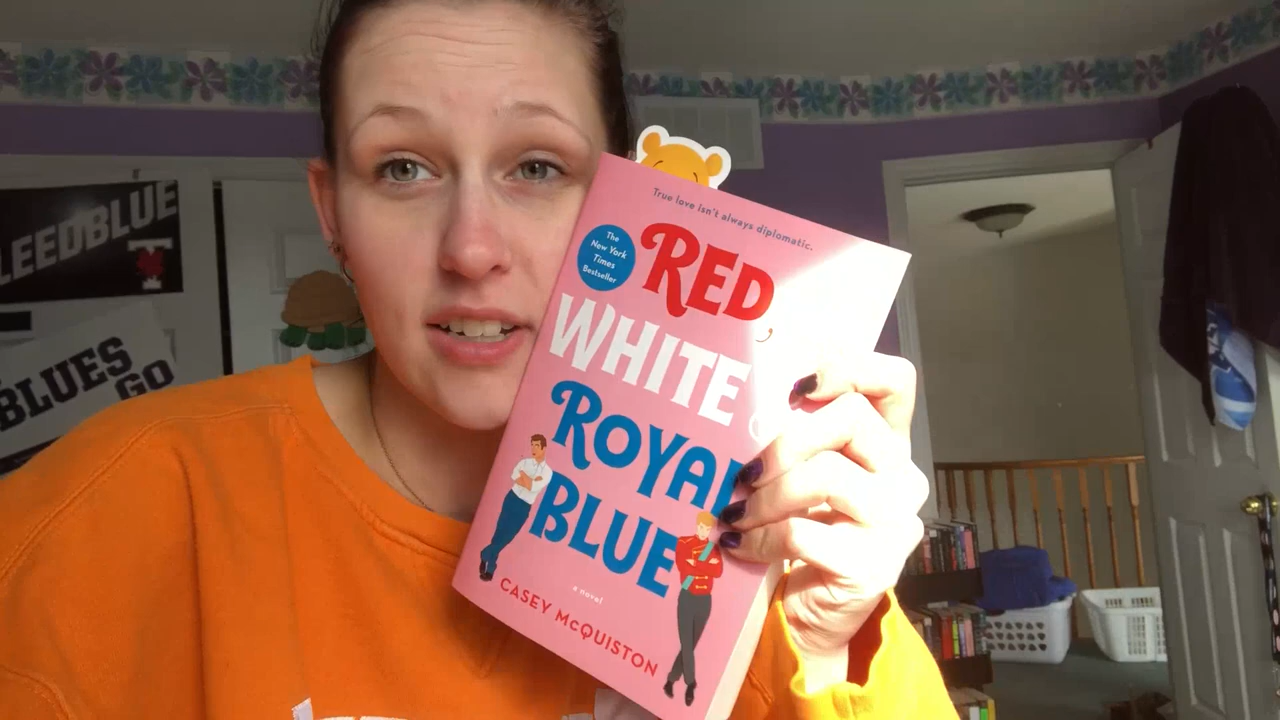 LEEDBLUE
BLUES
GO
True love isn't always diplomatic.
The
New York
Times
Bestseller
RED,
WHITE &
ROYAL
BLUE
a novel
CASEY McQUISTON